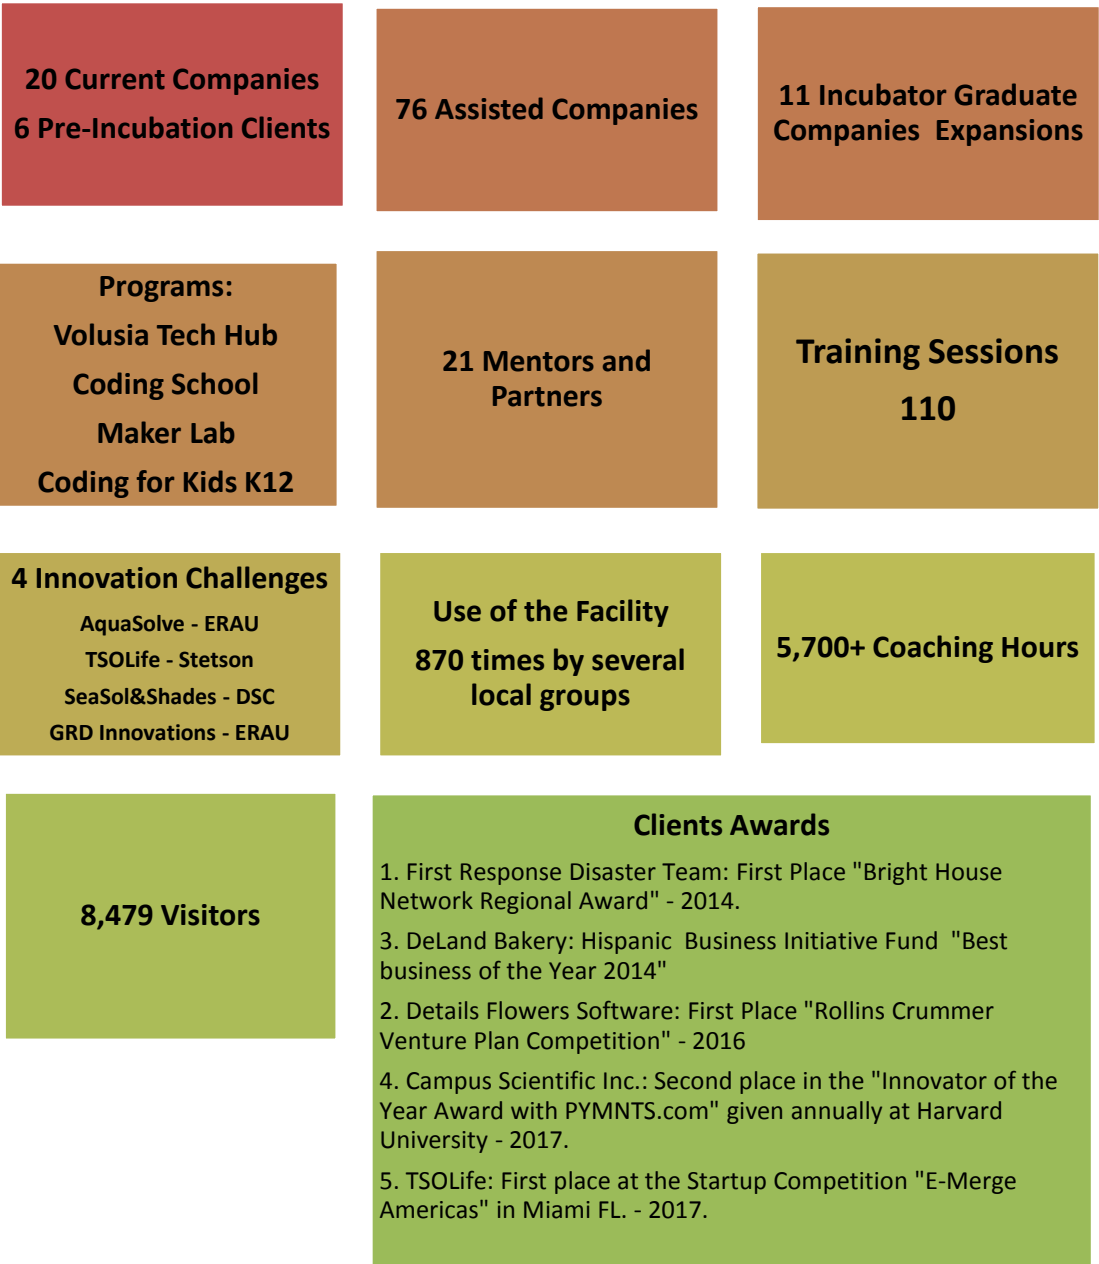 20 Current Companies
6 Pre-Incubation Clients
76 Assisted Companies
11 Incubator Graduate
Companies  Expansions
Programs:
Volusia Tech Hub
Coding School
Maker Lab
Coding for Kids K12
21 Mentors and
Partners
Training Sessions
110
4 Innovation Challenges
AquaSolve - ERAU
TSOLife - Stetson
SeaSol&Shades - DSC
GRD Innovations - ERAU
Use of the Facility
870 times by several
local groups
5,700+ Coaching Hours
8,479 Visitors
Clients Awards
1. First Response Disaster Team: First Place "Bright House
Network Regional Award" - 2014.
3. DeLand Bakery: Hispanic  Business Initiative Fund  "Best
business of the Year 2014"
2. Details Flowers Software: First Place "Rollins Crummer
Venture Plan Competition" - 2016
4. Campus Scientific Inc.: Second place in the "Innovator of the
Year Award with PYMNTS.com" given annually at Harvard
University - 2017.
5. TSOLife: First place at the Startup Competition "E-Merge
Americas" in Miami FL. - 2017.